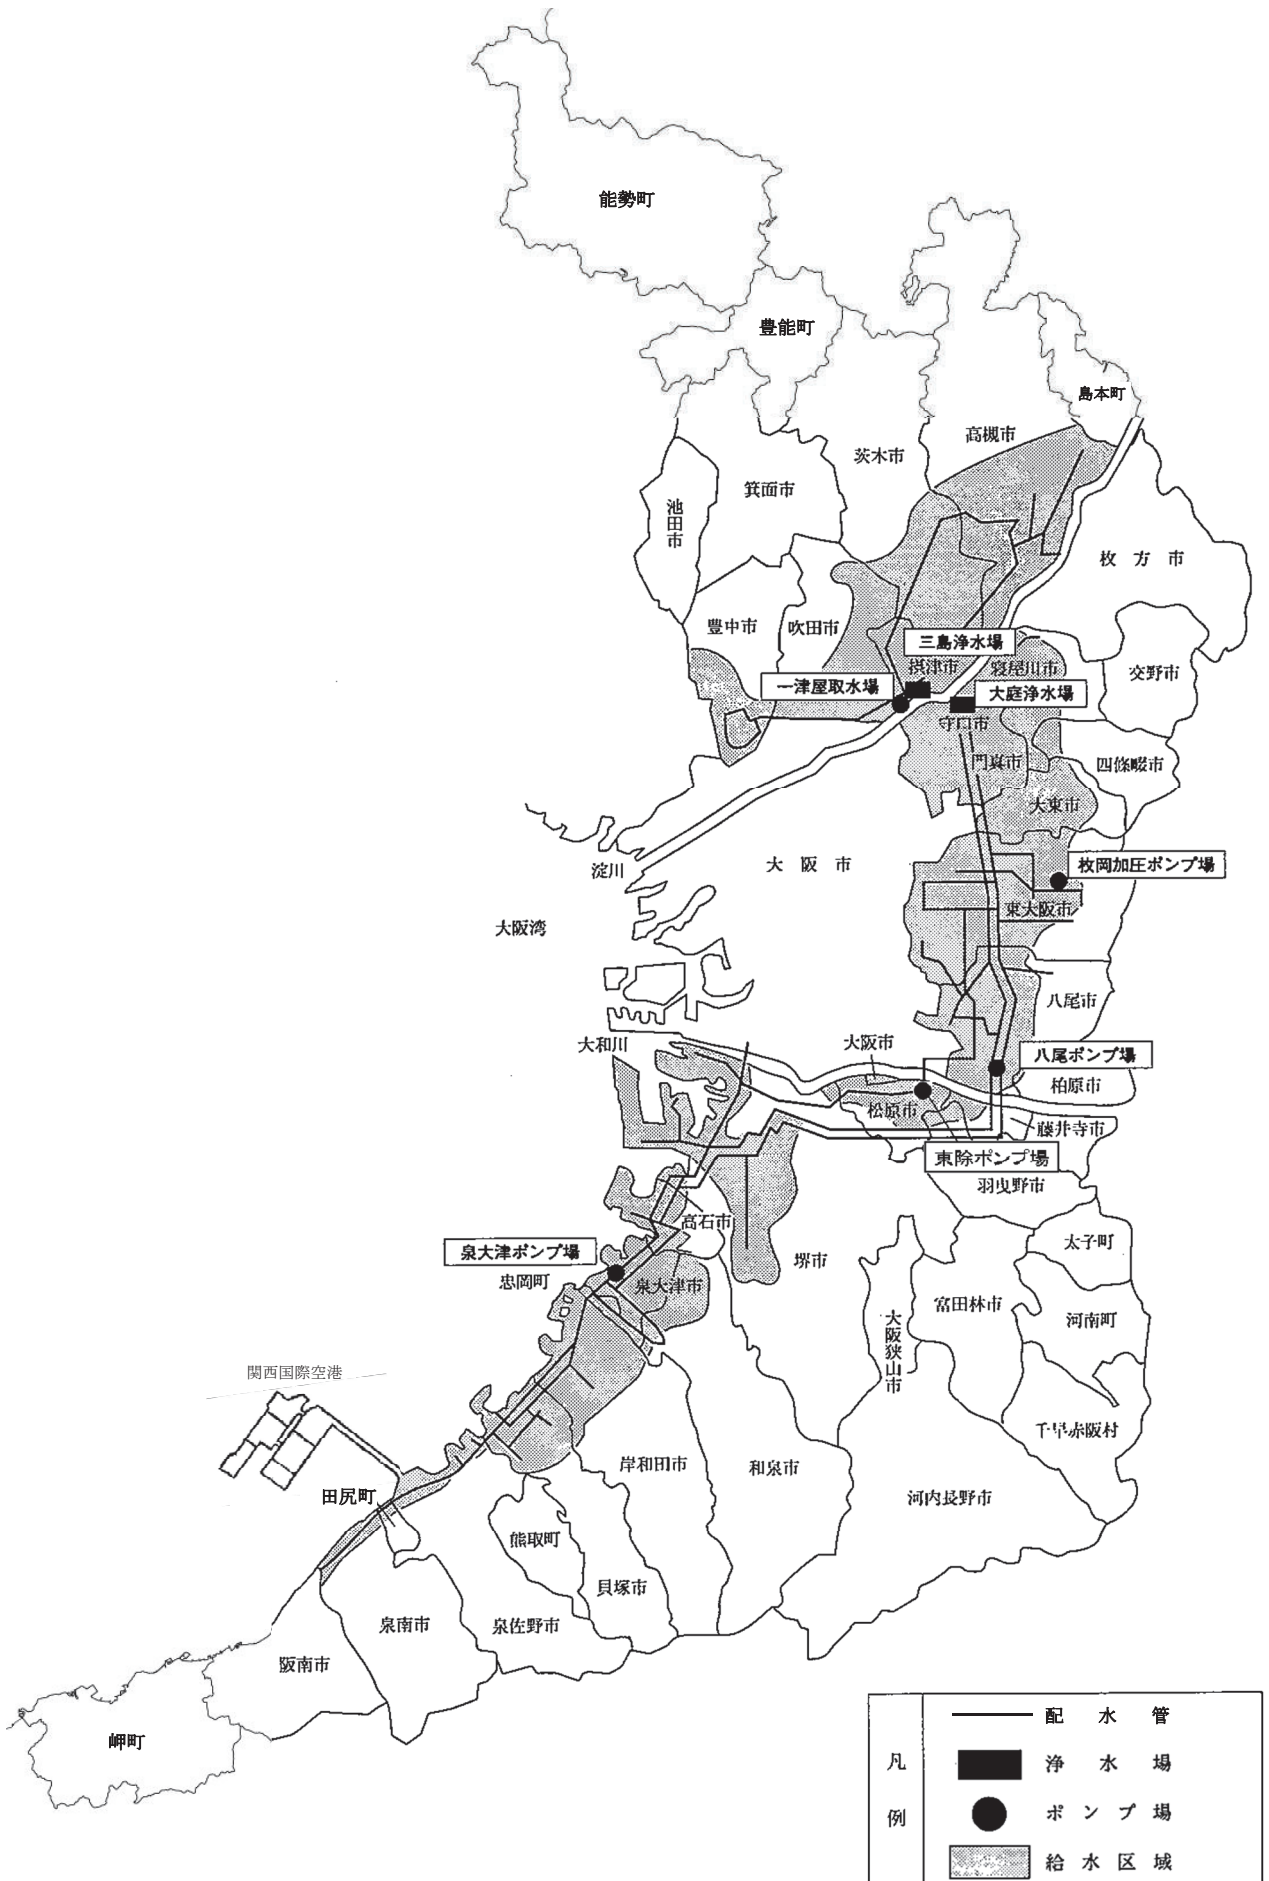 能勢町
豊能町
島本町
高槻市
茨木市
箕面市
池田市
枚方市
豊中市
吹田市
三島浄水場
摂津市
寝屋川市
交野市
一津屋取水場
大庭浄水場
守口市
門真市
四條畷市
大東市
淀川
大阪市
枚岡加圧ポンプ場
東大阪市
大阪湾
八尾市
大和川
大阪市
八尾ポンプ場
柏原市
松原市
藤井寺市
東除ポンプ場
羽曳野市
高石市
太子町
泉大津ポンプ場
堺市
忠岡町
泉大津市
富田林市
河南町
大阪狭山市
関西国際空港
千早赤阪村
岸和田市
和泉市
河内長野市
田尻町
熊取町
貝塚市
泉南市
泉佐野市
阪南市
岬町
凡例
配水管
浄水場
ポンプ場
給水区域